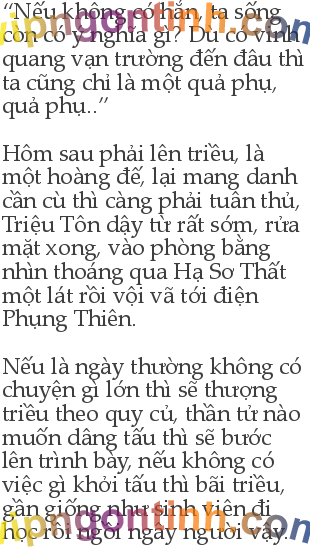 “Nếu không có hắn, ta sống
còn có ý nghĩa gì? Dù có vinh
quang vạn trường đến đâu thì
ta cũng chỉ là một quả phụ,
quả phụ..”
Hôm sau phải lên triều, là
một hoàng đế, lại mang danh
cần cù thì càng phải tuân thủ,
Triệu Tôn dậy từ rất sớm, rửa
mặt xong, vào phòng bằng
nhìn thoáng qua Hạ Sơ Thất
một lát rồi vội vã tới điện
Phụng Thiên.
Nếu là ngày thường không có
chuyện gì lớn thì sẽ thượng
triều theo quy củ, thần tử nào
muốn dâng tấu thì sẽ bước
lên trình bày, nếu không có
việc gì khởi tấu thì bãi triều,
gần giống như sinh viên đi
học rồi ngồi ngây người vậy.